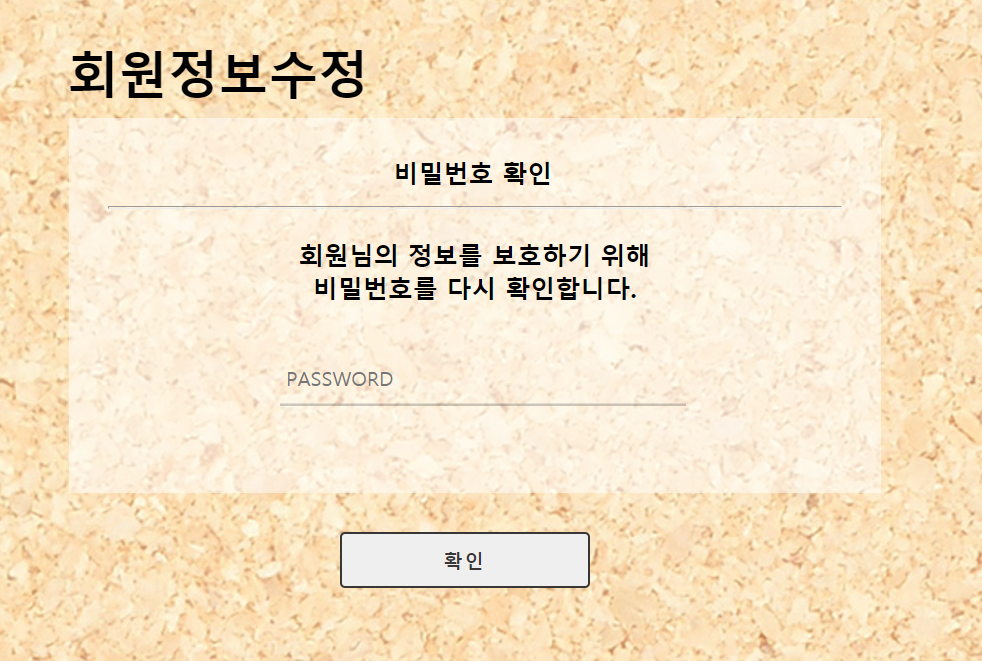 회원정보수정
비밀번호 확인
회원님의 정보를 보호하기 위해
비밀번호를 다시 확인합니다.
PASSWORD
확인